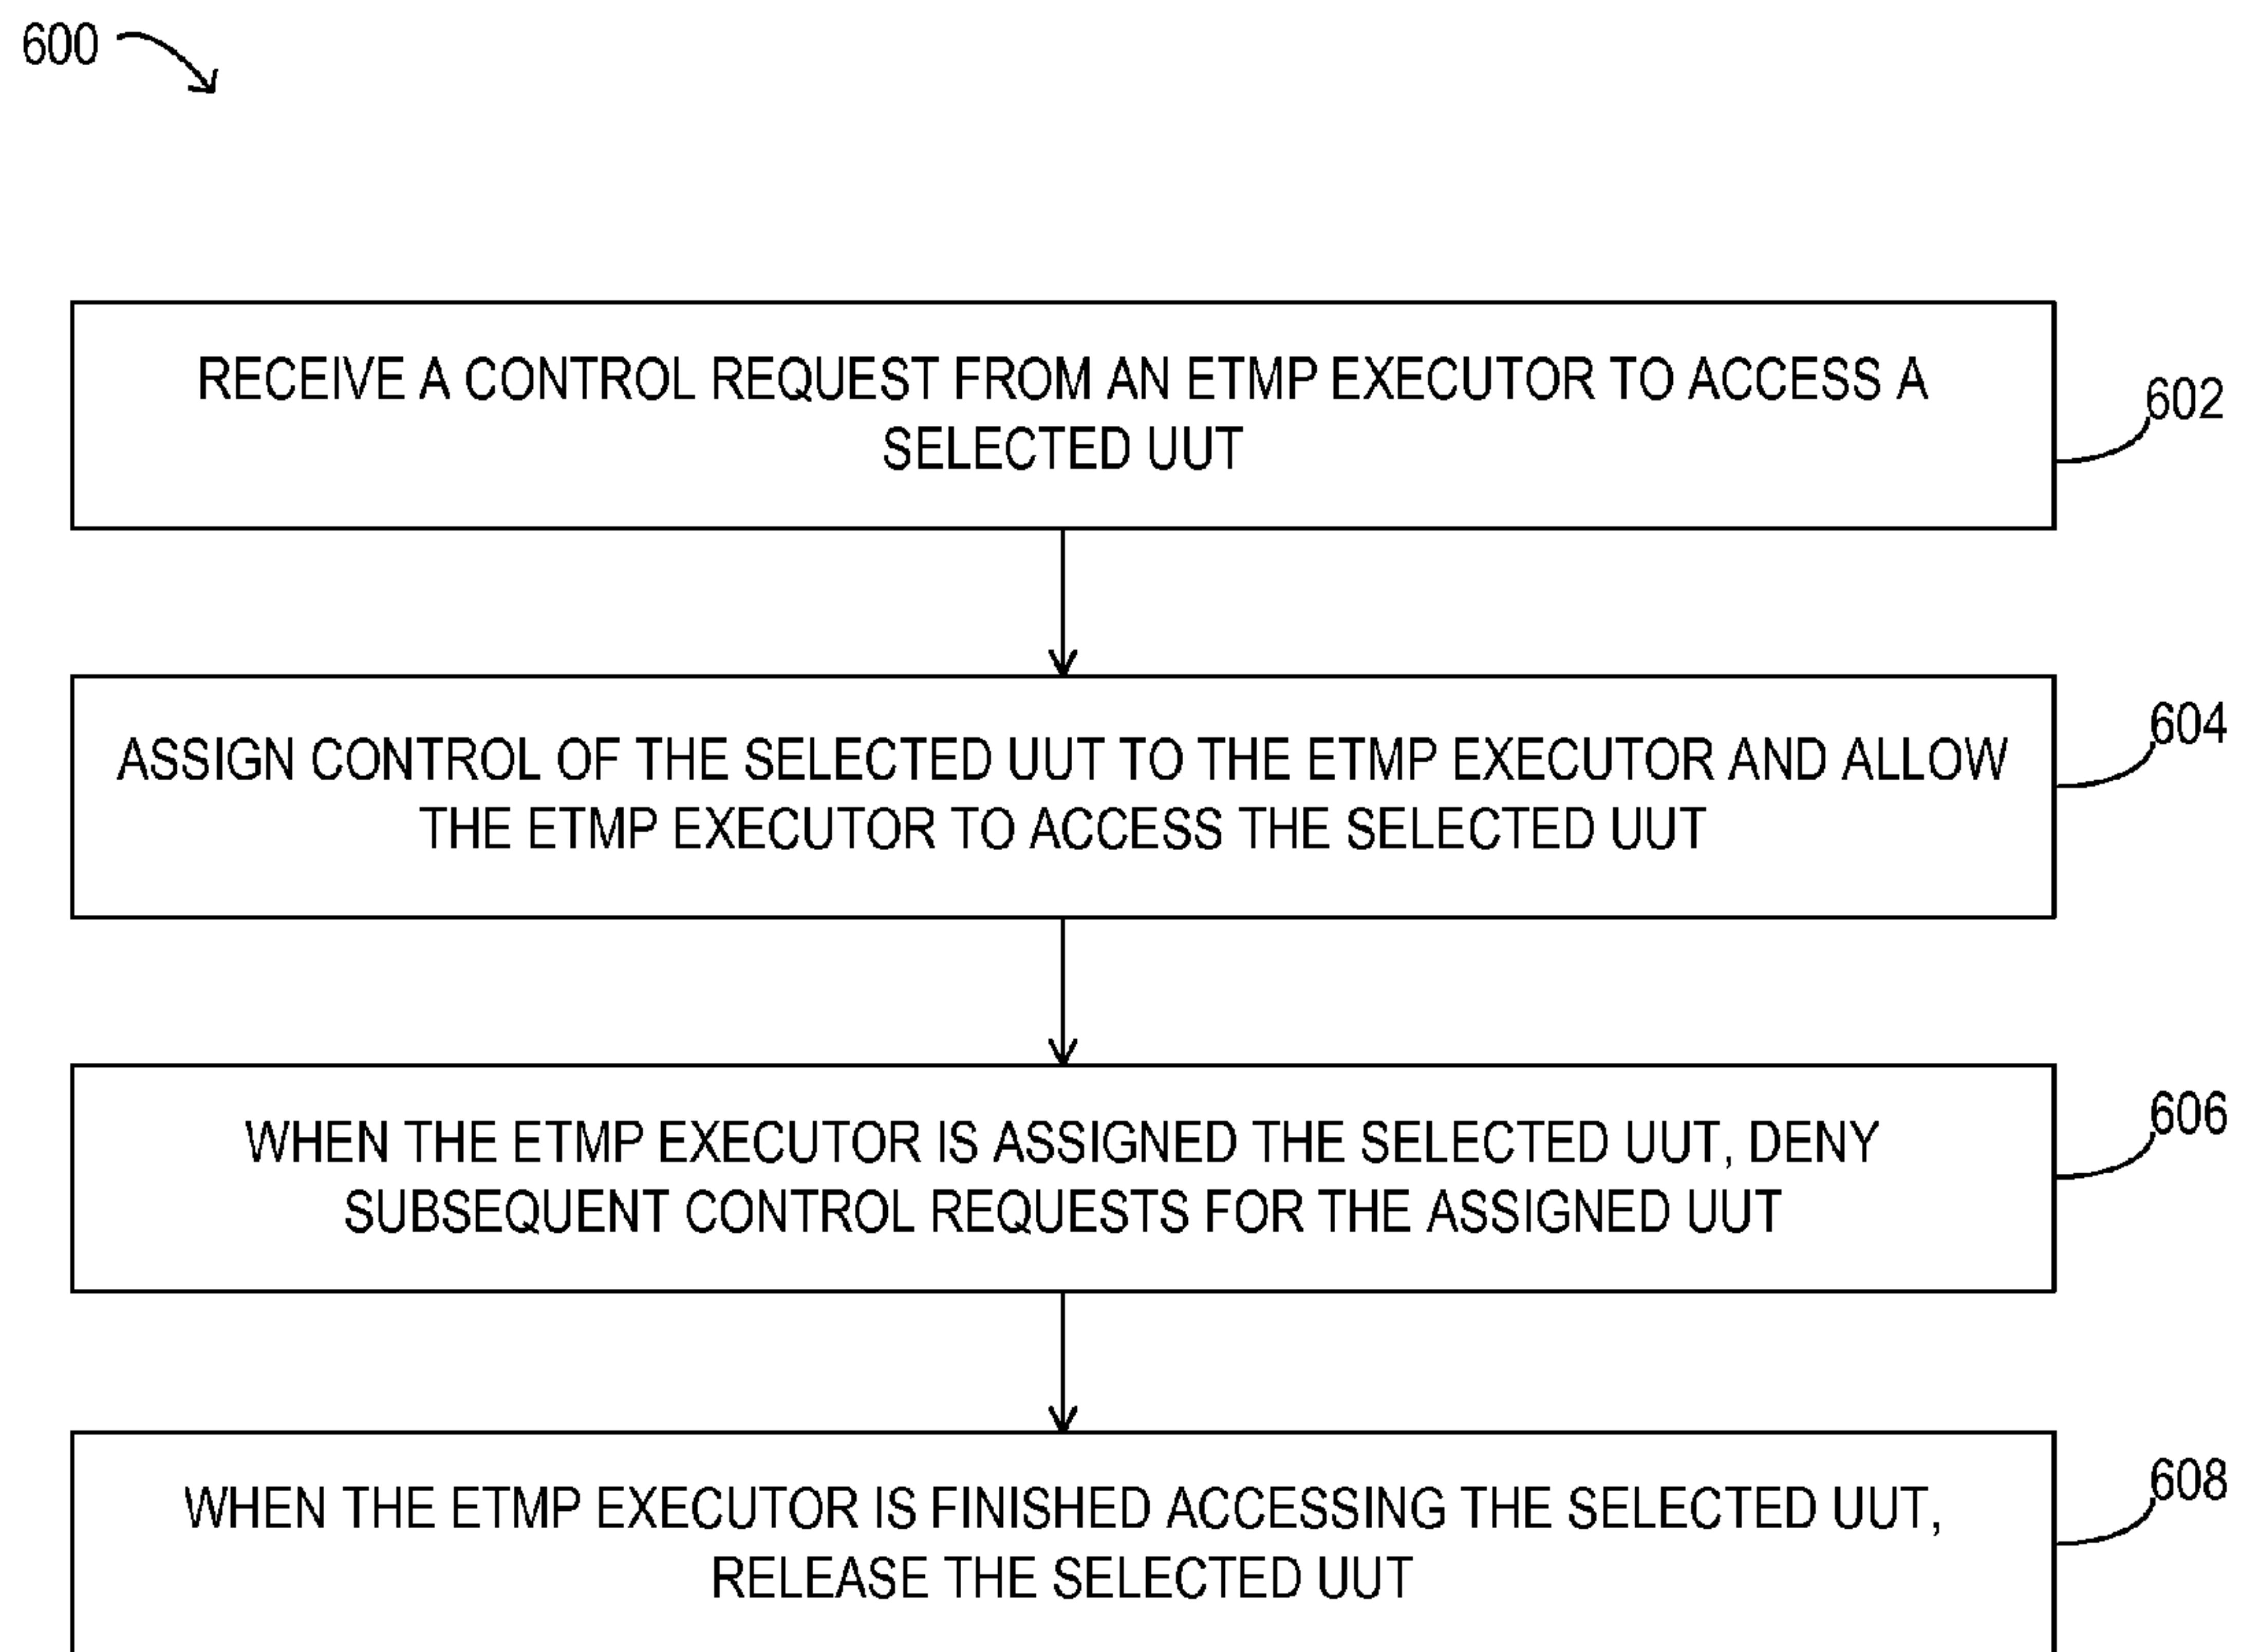 600
RECEIVE A CONTROL REQUEST FROM AN ETMP EXECUTOR TO ACCESS A
SELECTED UUT
602
ASSIGN CONTROL OF THE SELECTED UUT TO THE ETMP EXECUTOR AND ALLOW
THE ETMP EXECUTOR TO ACCESS THE SELECTED UUT
604
WHEN THE ETMP EXECUTOR IS ASSIGNED THE SELECTED UUT, DENY
SUBSEQUENT CONTROL REQUESTS FOR THE ASSIGNED UUT
606
WHEN THE ETMP EXECUTOR IS FINISHED ACCESSING THE SELECTED UUT,
RELEASE THE SELECTED UUT
608